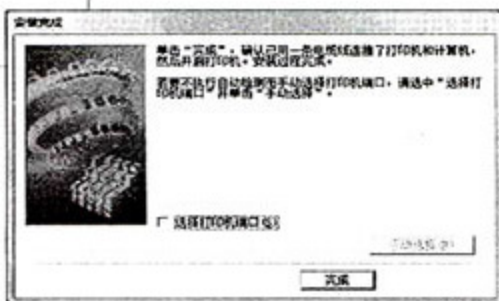 安装完成
单击“完成”，确认已用一条电缆线连接了打印机和计算机，
然后开启打印机。安装过程完成。
若要不执行自动检测而手动选择打印机端口，请选中“选择打
印机端口”并单击“手动选择”。
选择打印机端口(S)
手动选择(M)
完成